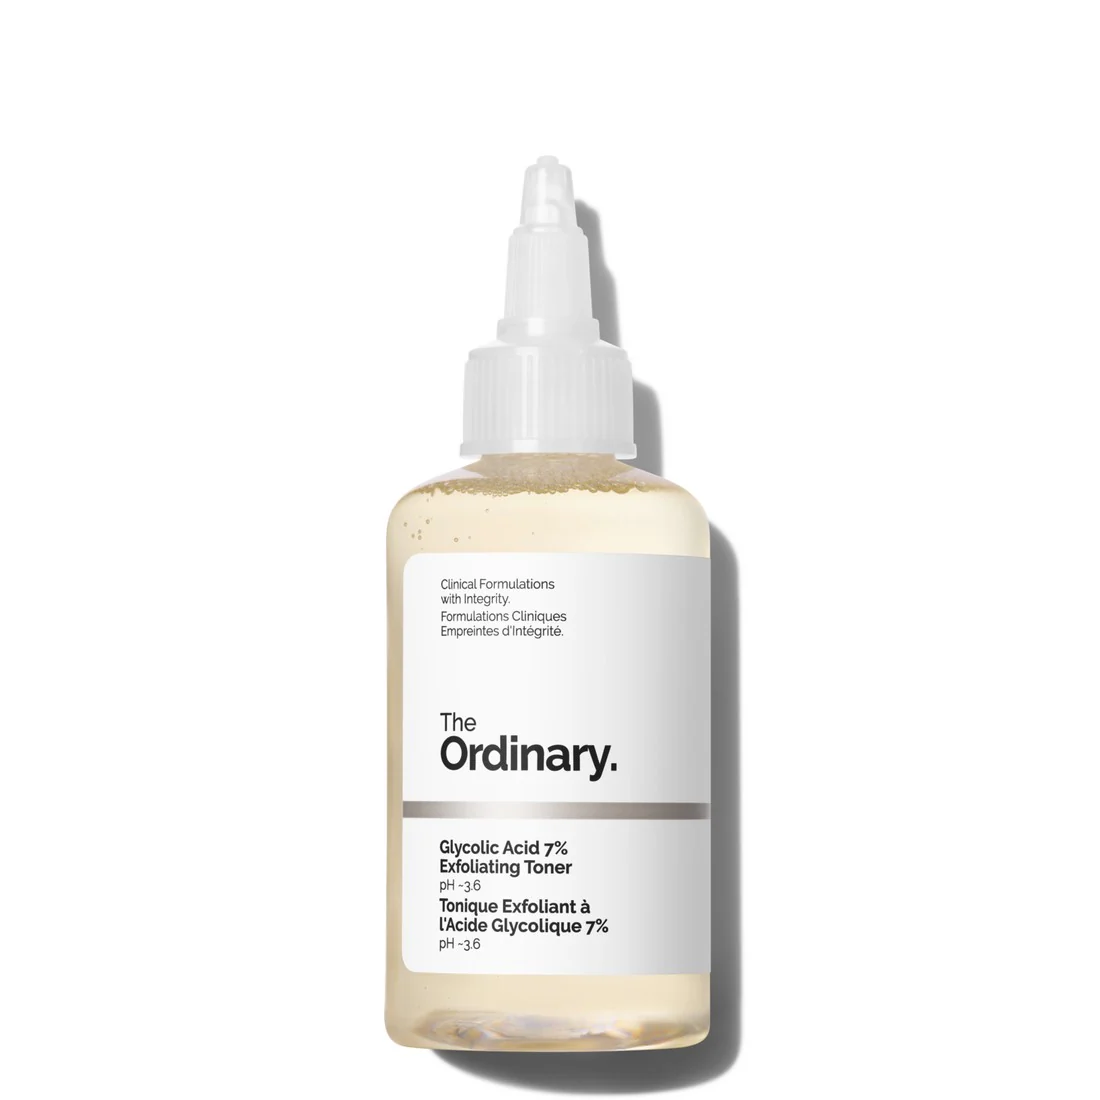 Clinical Formulations
with Integrity.
Formulations Cliniques
Empreintes d'Intégrité.
The
Ordinary.
Glycolic Acid 7%
Exfoliating Toner
pH ~3.6
Tonique Exfoliant à
l'Acide Glycolique 7%
pH ~3.6